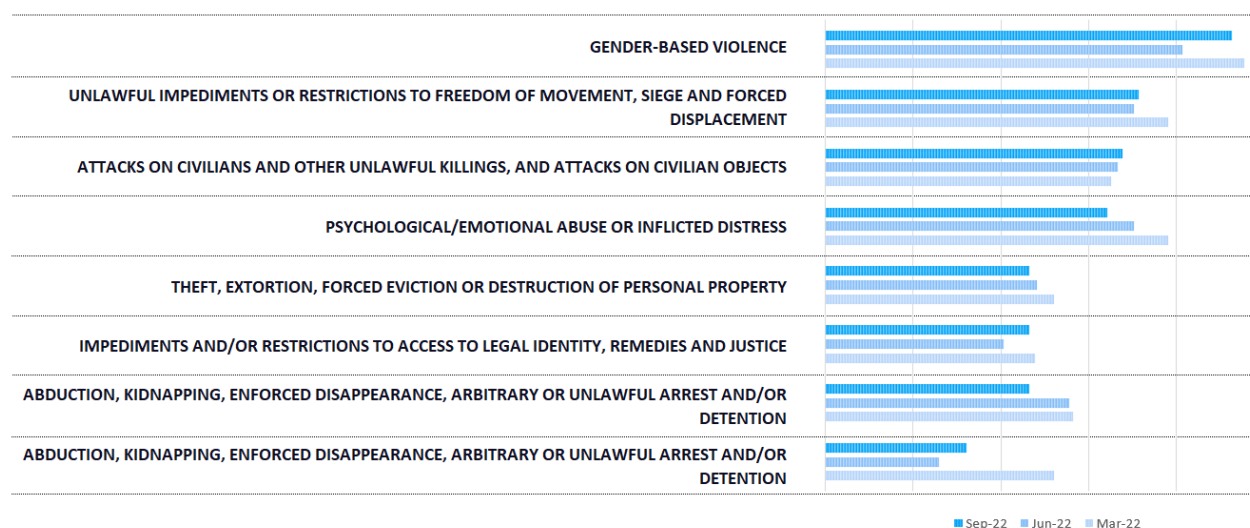 GENDER-BASED VIOLENCE
UNLAWFUL IMPEDIMENTS OR RESTRICTIONS TO FREEDOM OF MOVEMENT, SIEGE AND FORCED
DISPLACEMENT
ATTACKS ON CIVILIANS AND OTHER UNLAWFUL KILLINGS, AND ATTACKS ON CIVILIAN OBJECTS
PSYCHOLOGICAL/EMOTIONAL ABUSE OR INFLICTED DISTRESS
THEFT, EXTORTION, FORCED EVICTION OR DESTRUCTION OF PERSONAL PROPERTY
IMPEDIMENTS AND/OR RESTRICTIONS TO ACCESS TO LEGAL IDENTITY, REMEDIES AND JUSTICE
ABDUCTION, KIDNAPPING, ENFORCED DISAPPEARANCE, ARBITRARY OR UNLAWFUL ARREST AND/OR
DETENTION
ABDUCTION, KIDNAPPING, ENFORCED DISAPPEARANCE, ARBITRARY OR UNLAWFUL ARREST AND/OR
DETENTION
Sep-22 Jun-22 Mar-22